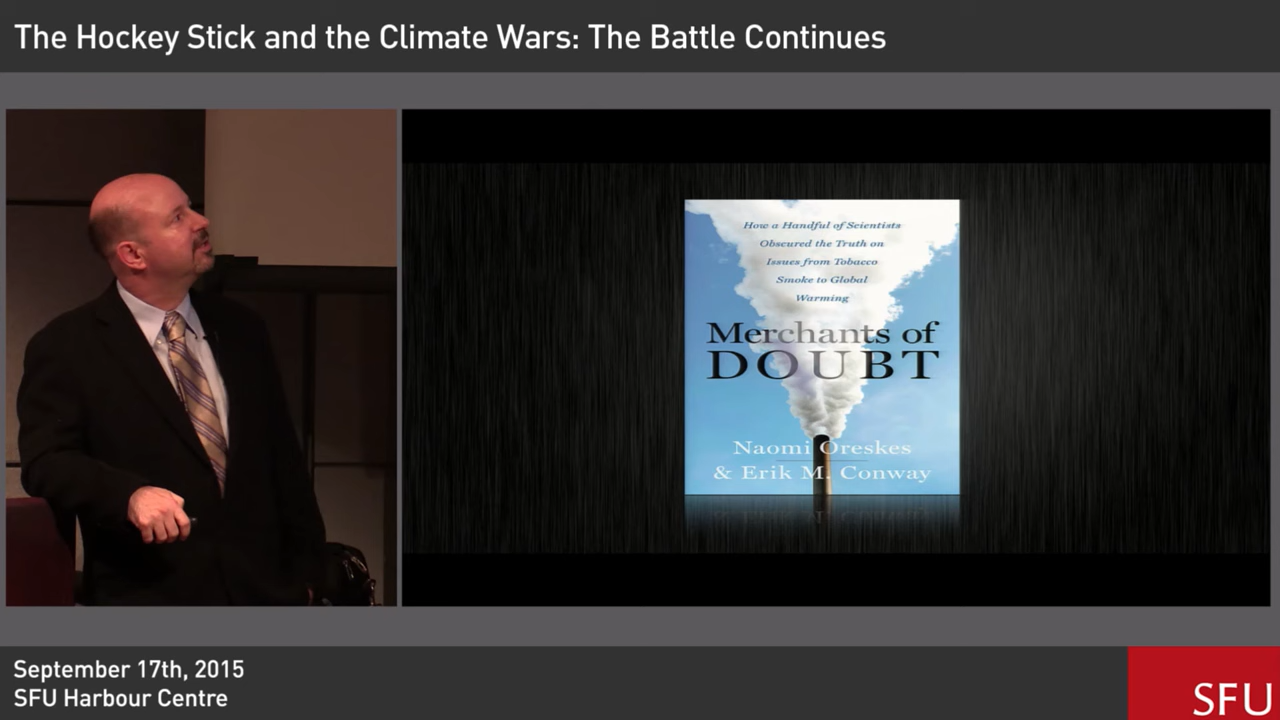 The Hockey Stick and the Climate Wars: The Battle Continues
How a Handful of Scientists
Obscured the Truth on
Issues from Tobacco
Smoke to Global
Warming
Merchants of
DOUBT
Naomi Oreskes
& Erik M. Conway
September 17th, 2015
SFU Harbour Centre
SFU